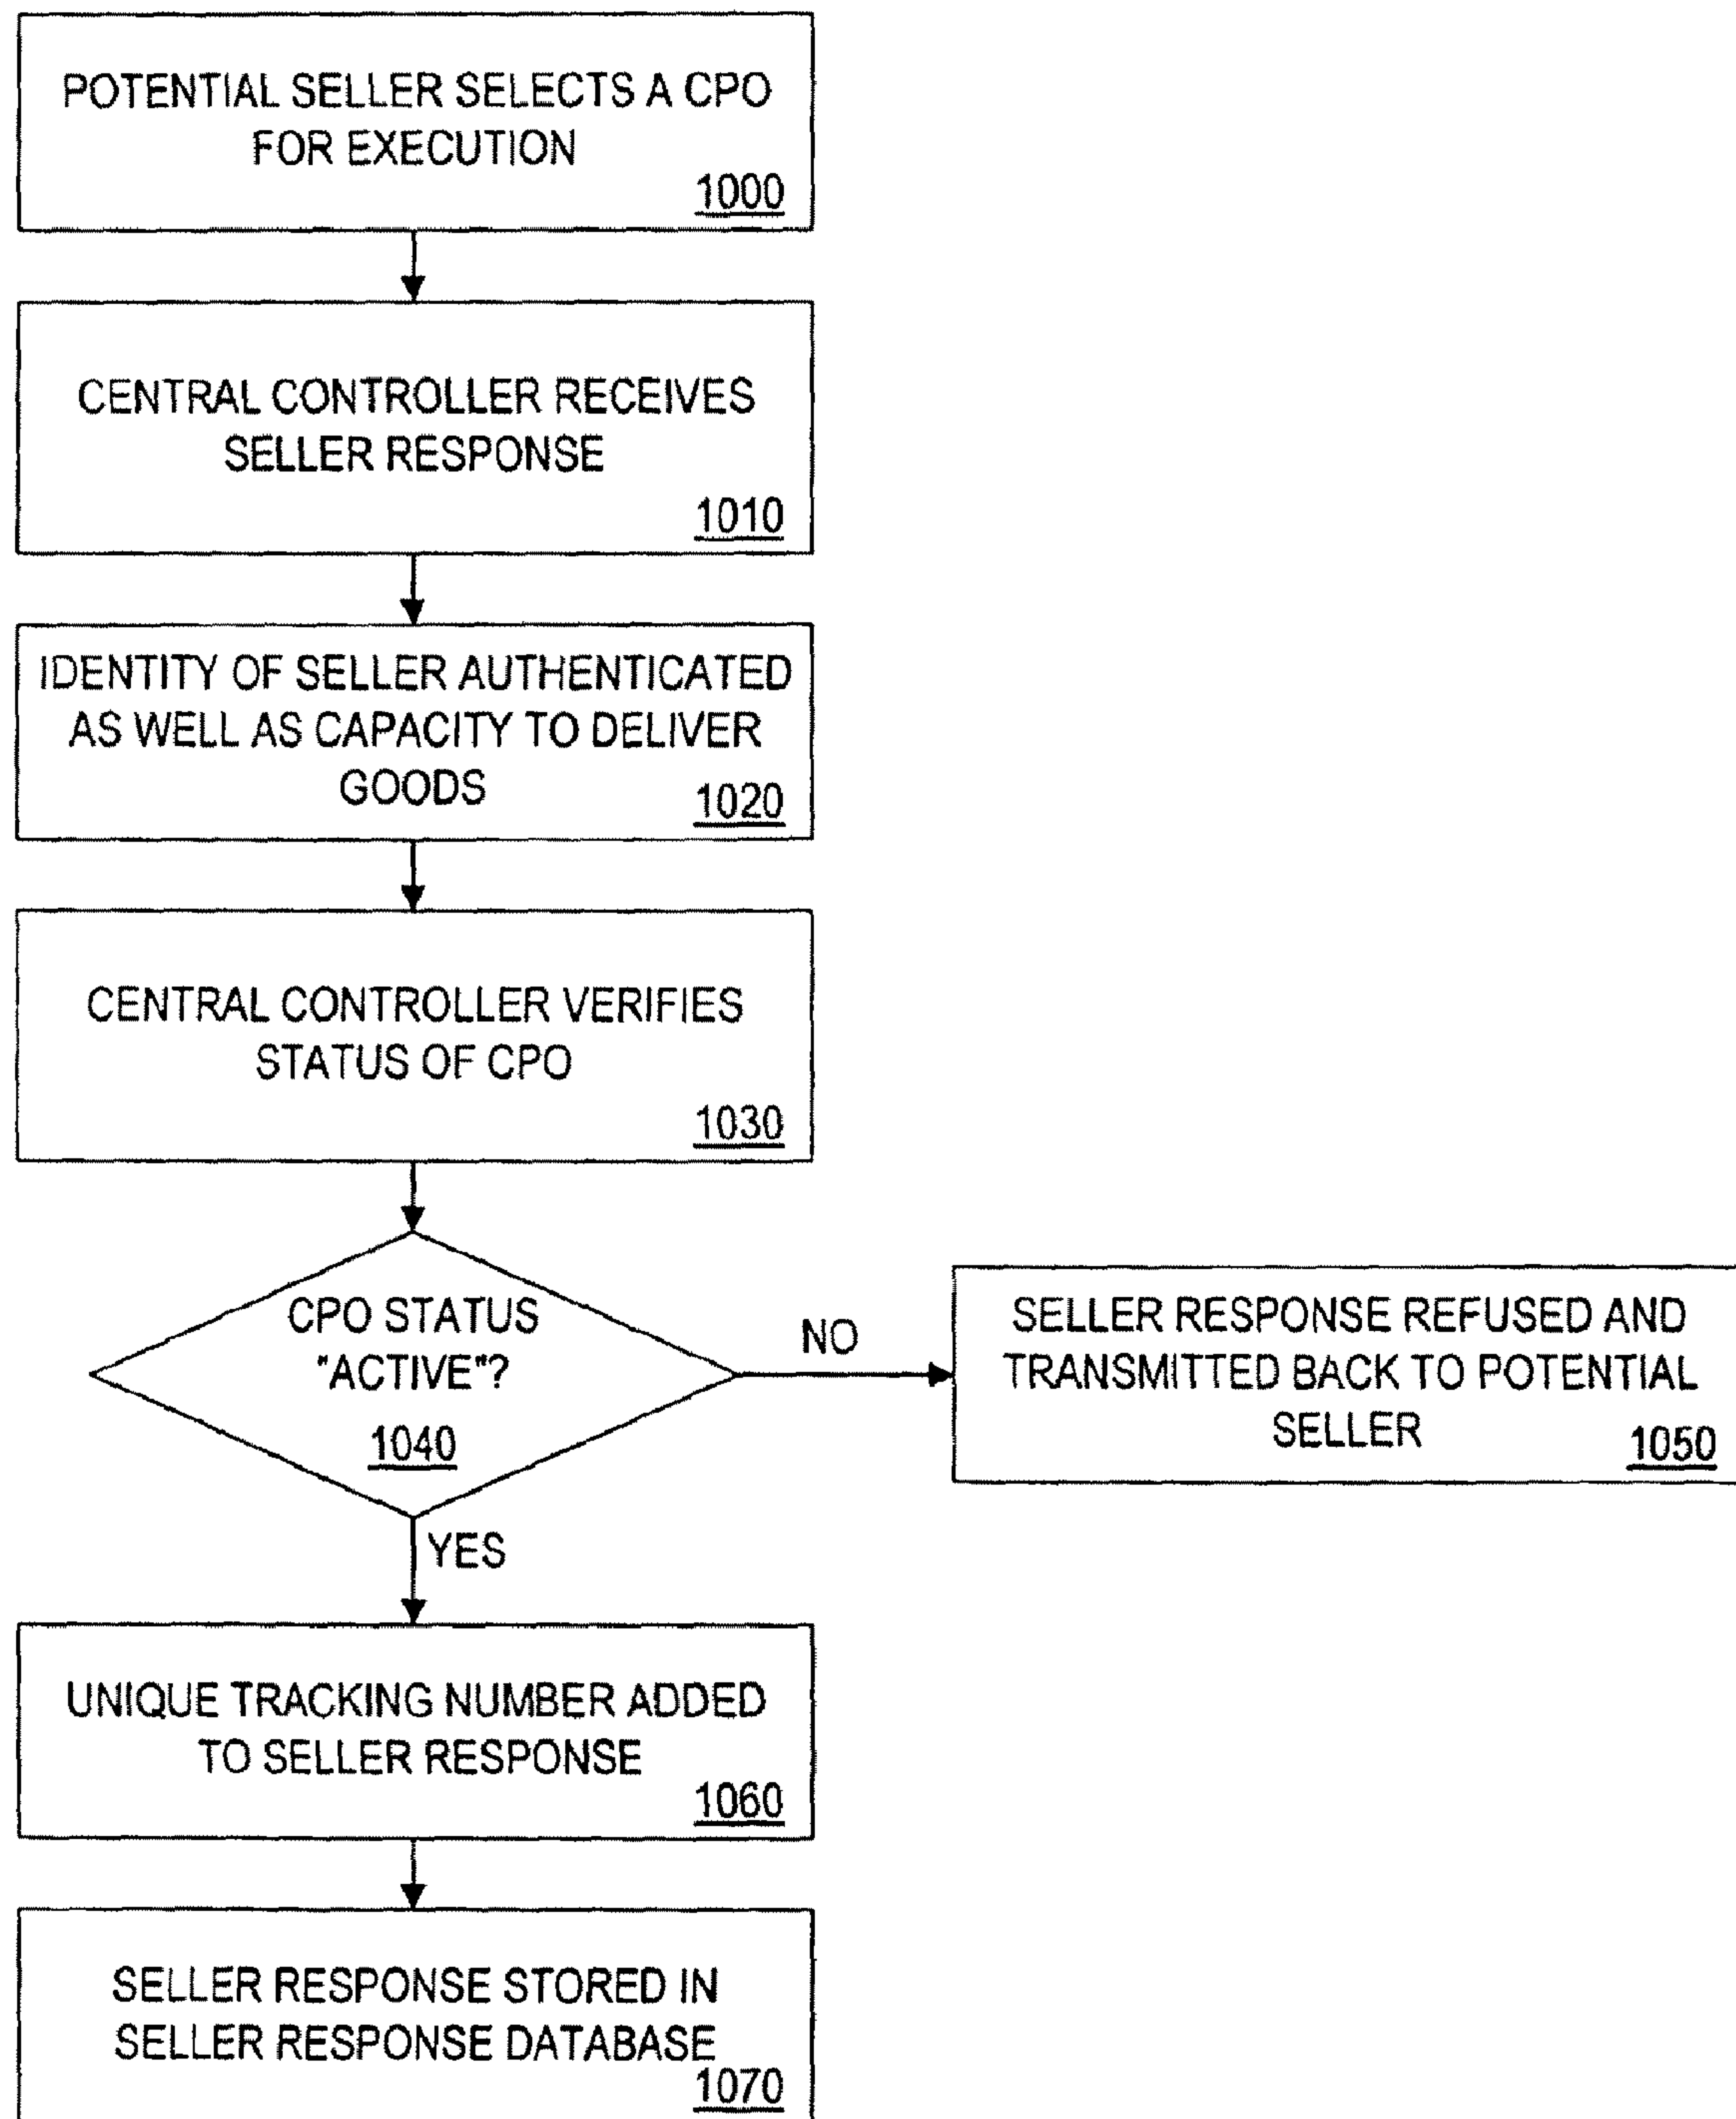 POTENTIAL SELLER SELECTS A CPO
FOR EXECUTION
1000
CENTRAL CONTROLLER RECEIVES
SELLER RESPONSE
1010
IDENTITY OF SELLER AUTHENTICATED
AS WELL AS CAPACITY TO DELIVER
GOODS
1020
CENTRAL CONTROLLER VERIFIES
STATUS OF CPO
1030
CPO STATUS
"ACTIVE"?
1040
NO
SELLER RESPONSE REFUSED AND
TRANSMITTED BACK TO POTENTIAL
SELLER
1050
YES
UNIQUE TRACKING NUMBER ADDED
TO SELLER RESPONSE
1060
SELLER RESPONSE STORED IN
SELLER RESPONSE DATABASE
1070